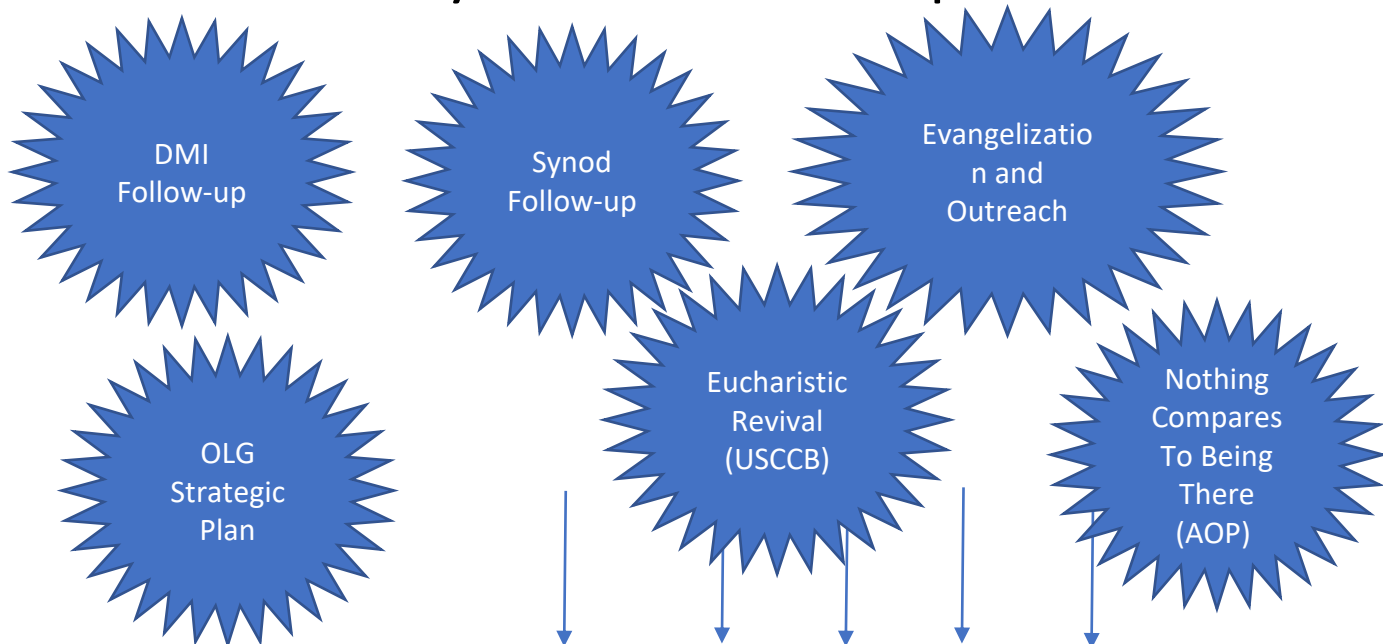 DMI
Follow-up
Synod
Follow-up
Evangelizatio
n and
Outreach
Eucharistic
Revival
(USCCB)
Nothing
Compares
To Being
There
(AOP)
OLG
Strategic
Plan